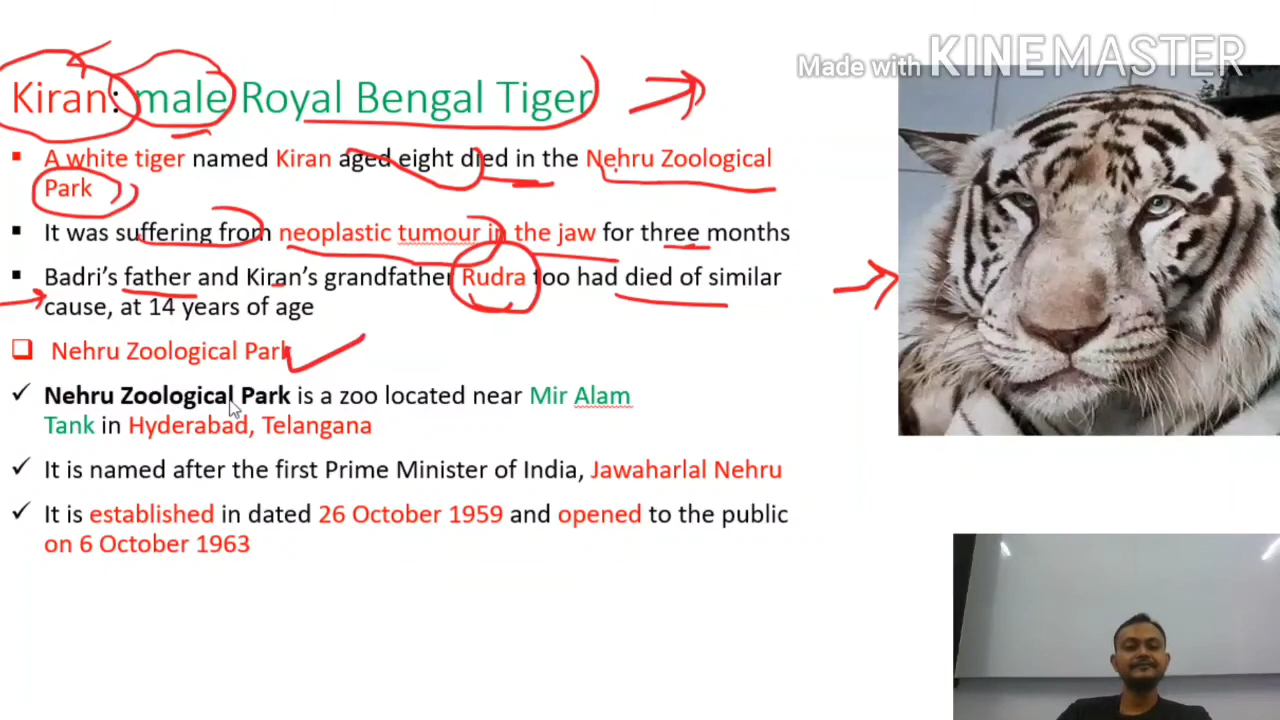 Made with KINEMASTER
Kiran: male Royal Bengal Tiger
▪ A white tiger named Kiran aged eight died in the Nehru Zoological
Park
▪ It was suffering from neoplastic tumour in the jaw for three months
▪ Badri's father and Kiran's grandfather Rudra too had died of similar
cause, at 14 years of age
❑ Nehru Zoological Park
✓ Nehru Zoological Park is a zoo located near Mir Alam
Tank in Hyderabad, Telangana
✓ It is named after the first Prime Minister of India, Jawaharlal Nehru
✓ It is established in dated 26 October 1959 and opened to the public
on 6 October 1963